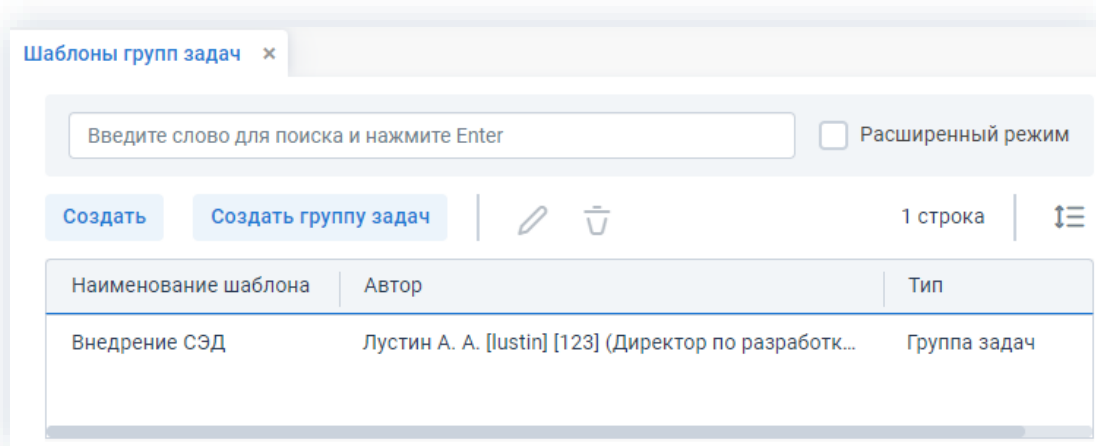 Шаблоны групп задач ×
Введите слово для поиска и нажмите Enter Расширенный режим
Создать Создать группу задач 1 строка
Наименование шаблона Автор Тип
Внедрение СЭД Лустин А. А. [lustin] [123] (Директор по разработк... Группа задач